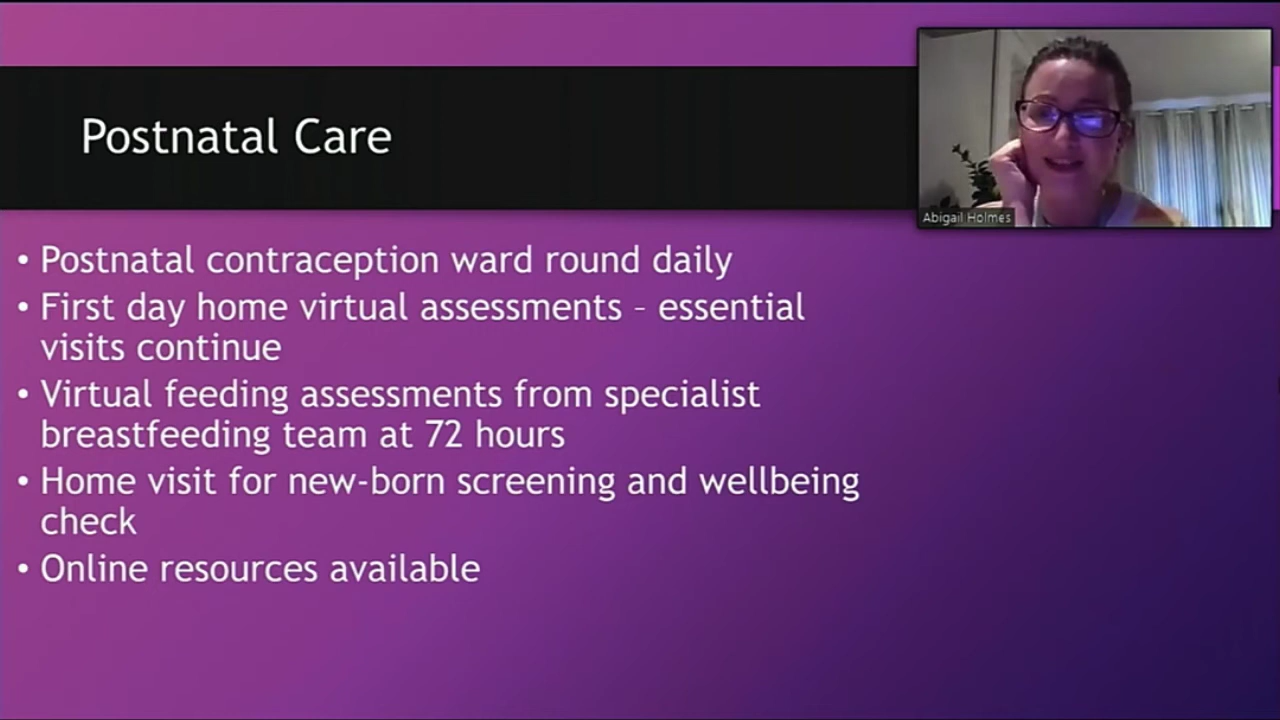 Postnatal Care
Abigail Holmes
• Postnatal contraception ward round daily
• First day home virtual assessments – essential
visits continue
• Virtual feeding assessments from specialist
breastfeeding team at 72 hours
• Home visit for new-born screening and wellbeing
check
• Online resources available